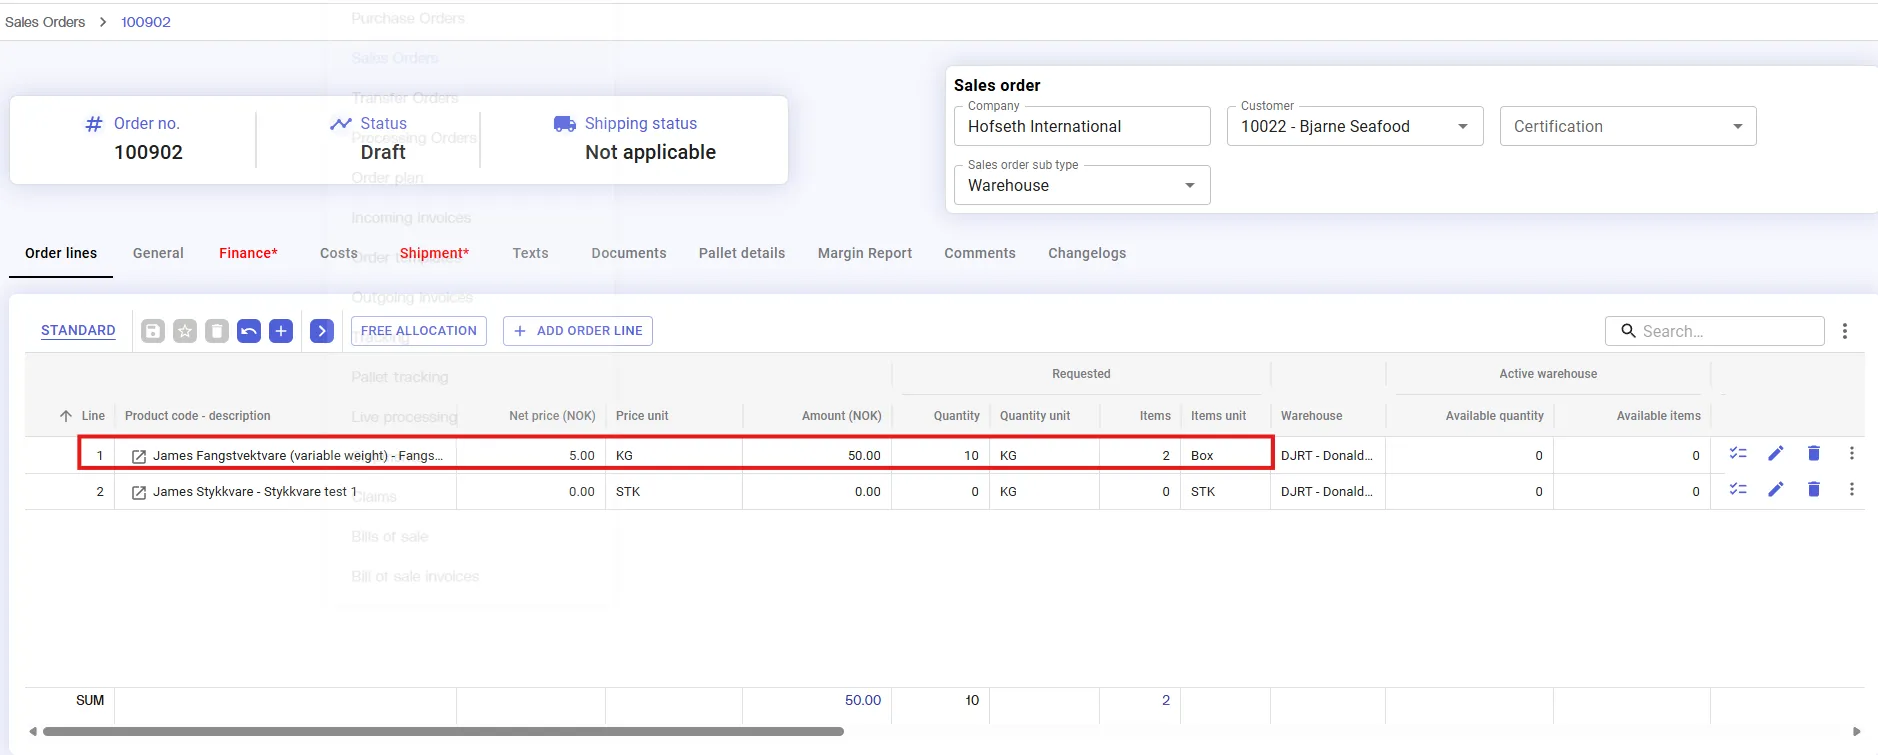 Sales Orders > 100902
Purchase Orders
Sales Orders
Transfer Orders
Processing Orders
Order plan
Incoming invoices
Outgoing invoices
Tracking
Pallet tracking
Live processing
Claims
Bills of sale
Bill of sale invoices
# Order no.
100902
Status
Draft
Shipping status
Not applicable
Sales order
Company
Hofseth International
Customer
10022 - Bjarne Seafood
Certification
Sales order sub type
Warehouse
Order lines General Finance* Costs Shipment* Texts Documents Pallet details Margin Report Comments Changelogs
STANDARD FREE ALLOCATION + ADD ORDER LINE Search...
Requested Active warehouse
Line Product code - description Net price (NOK) Price unit Amount (NOK) Quantity Quantity unit Items Items unit Warehouse Available quantity Available items
1 James Fangstvektvare (variable weight) - Fangs... 5.00 KG 50.00 10 KG 2 Box DJRT - Donald... 0 0
2 James Stykkvare - Stykkvare test 1 0.00 STK 0.00 0 KG 0 STK DJRT - Donald... 0 0
SUM 50.00 10 2